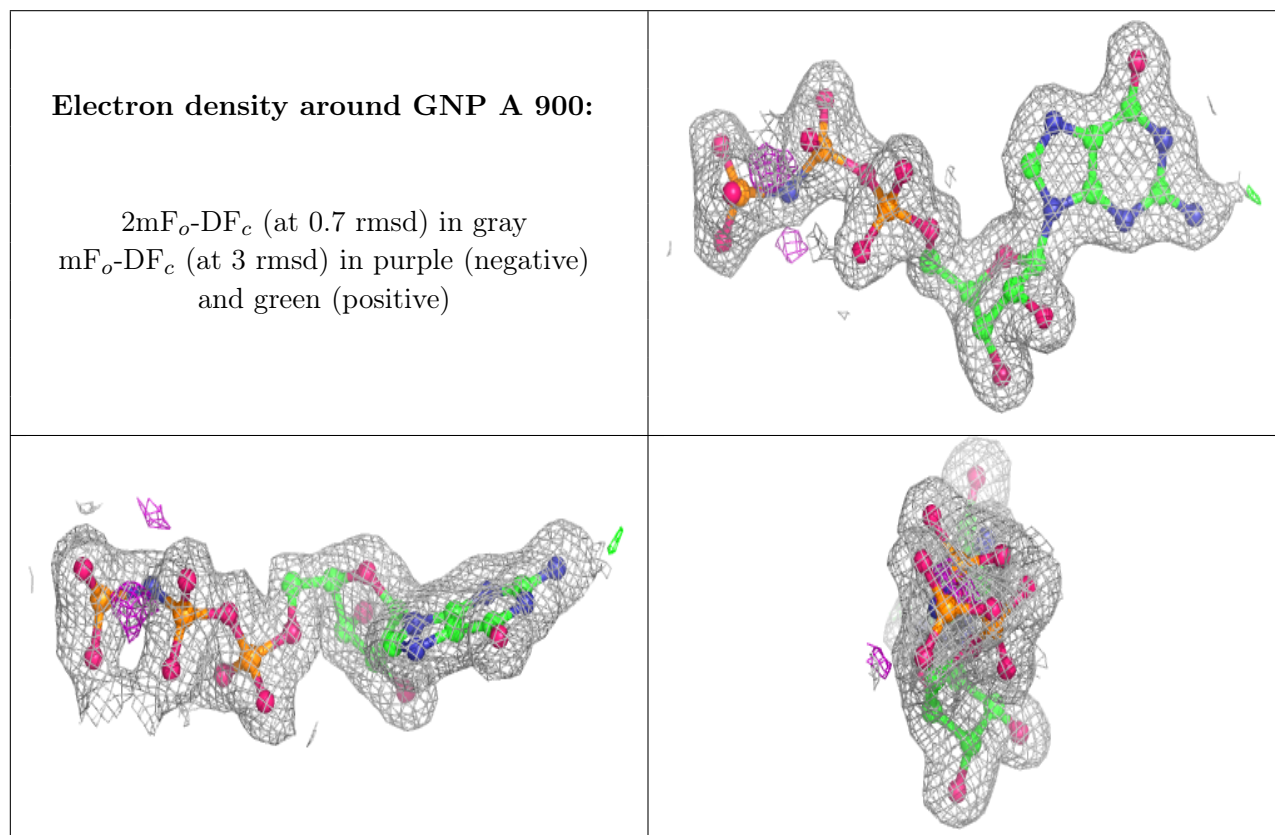 Electron density around GNP A 900:
2mFₒ-DF𝒸 (at 0.7 rmsd) in gray
mFₒ-DF𝒸 (at 3 rmsd) in purple (negative)
and green (positive)